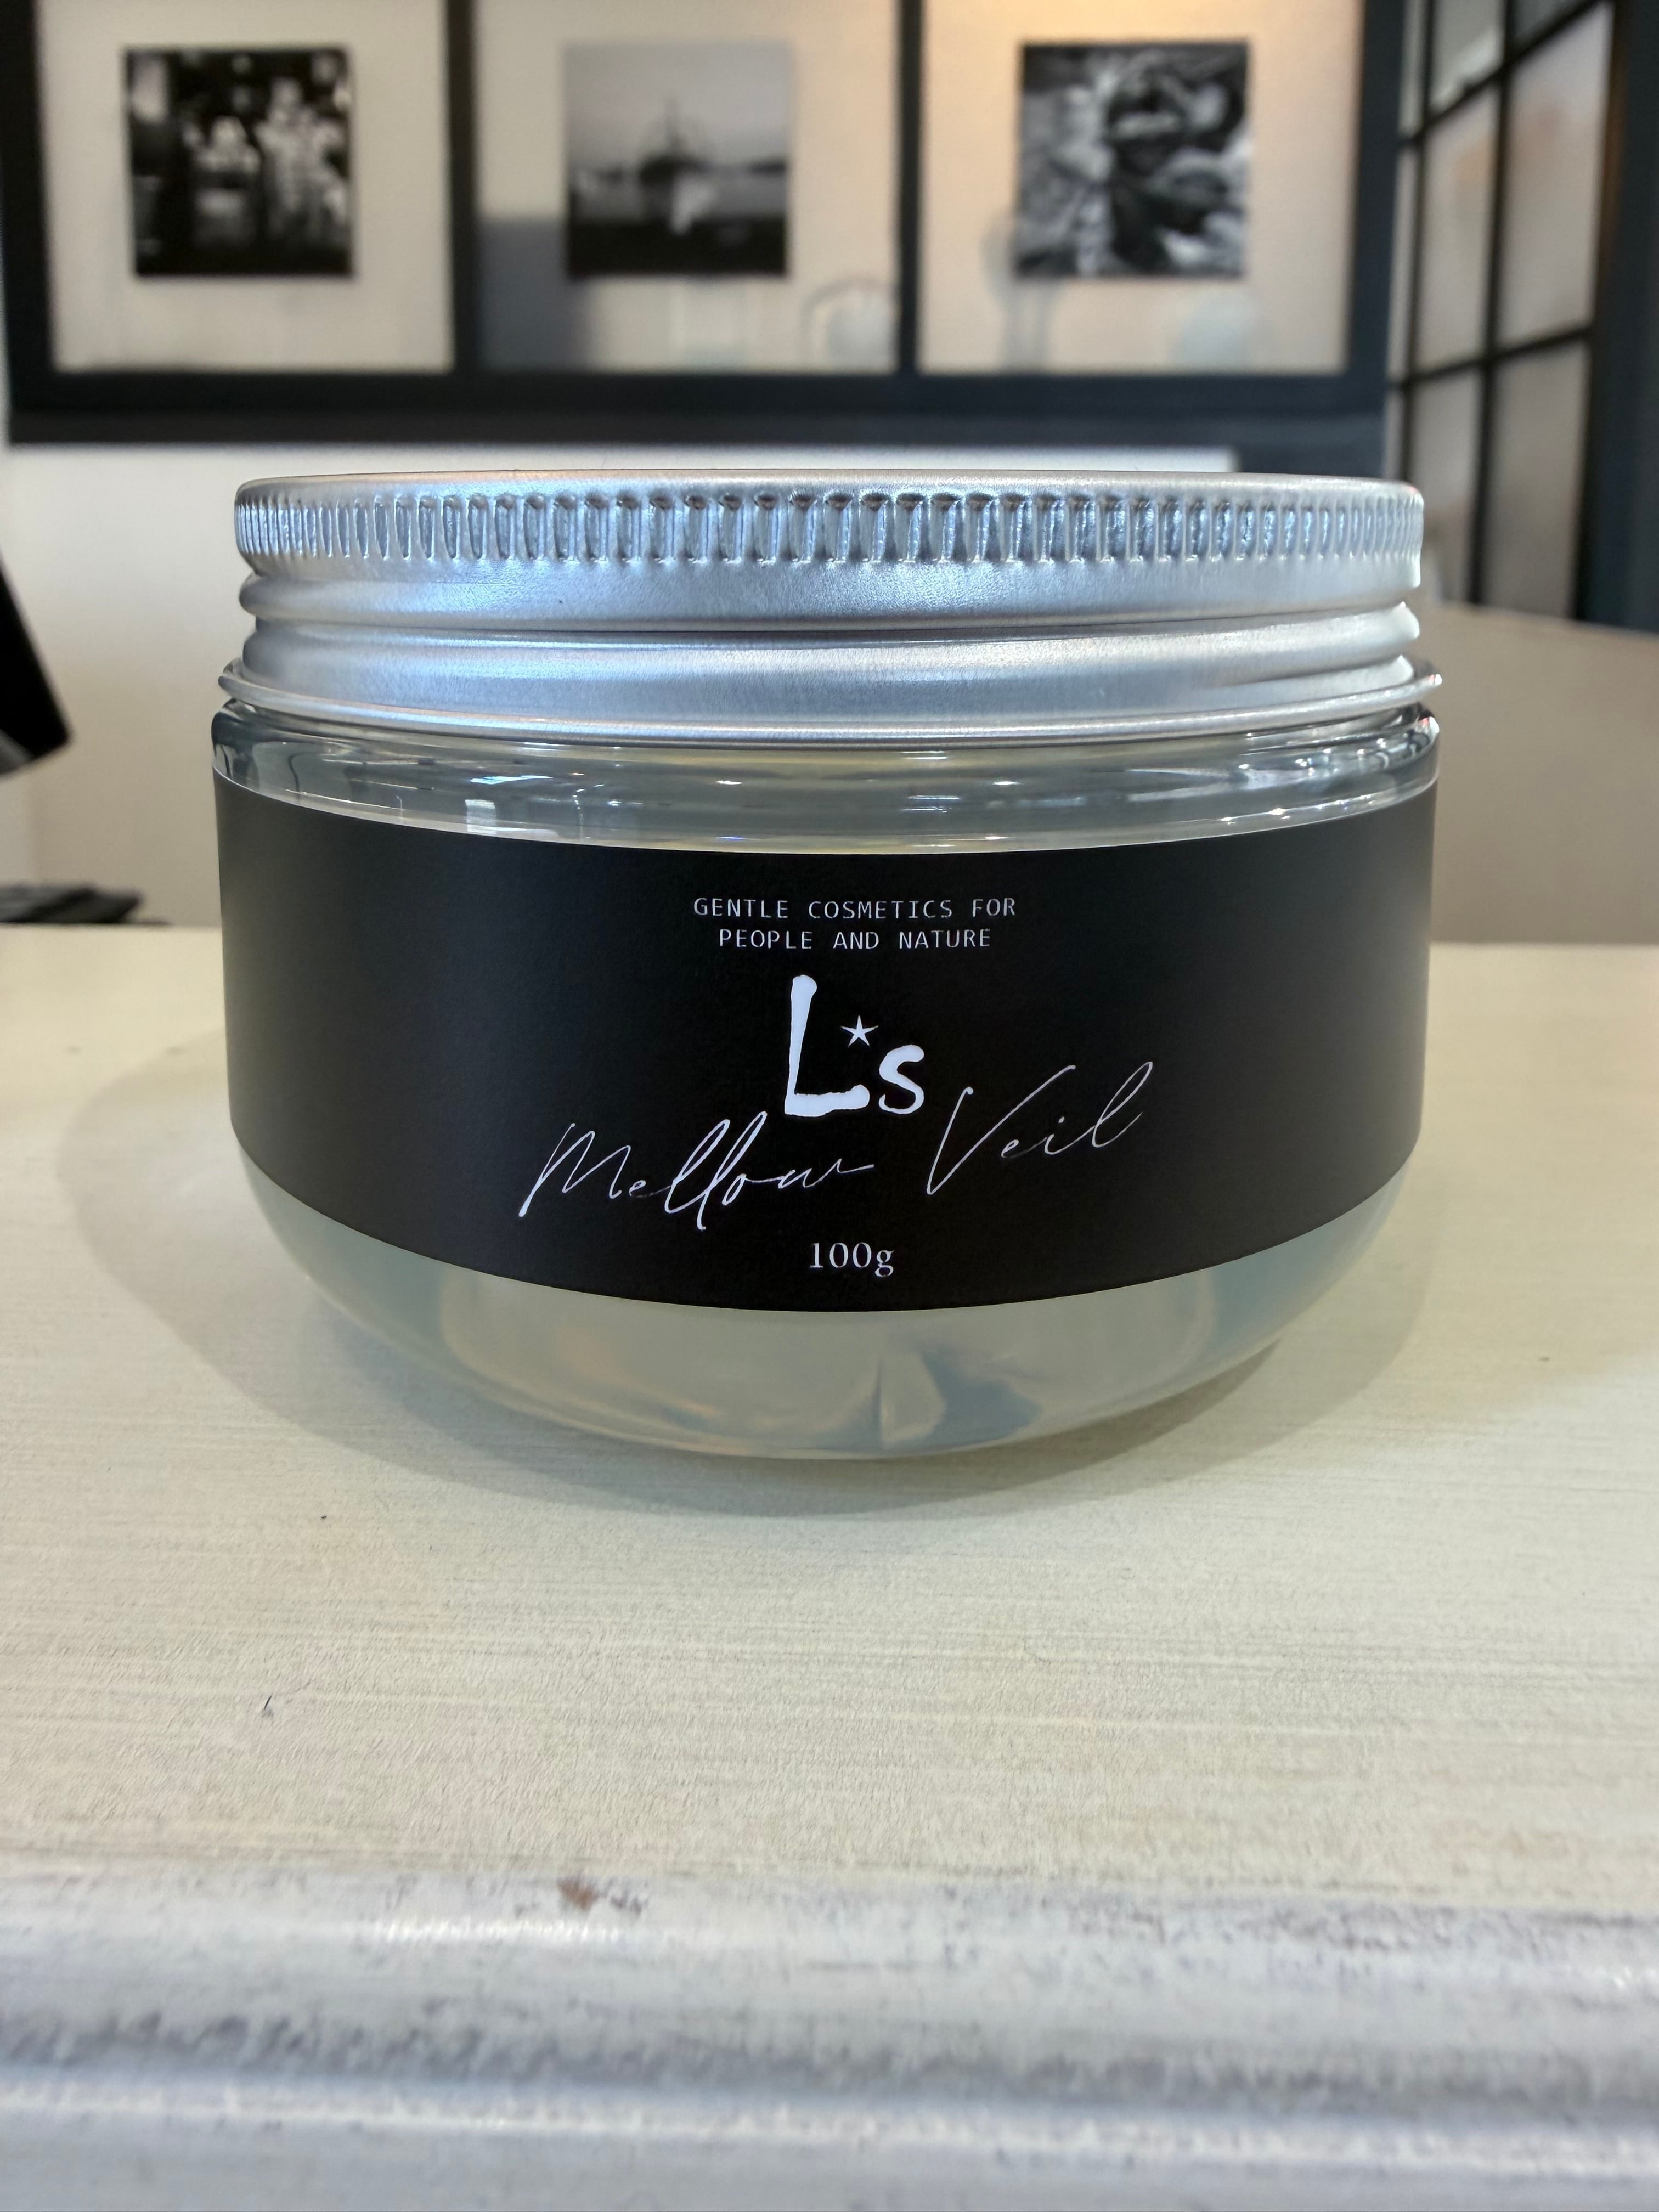 GENTLE COSMETICS FOR
PEOPLE AND NATURE
L★s
Mellow Veil
100g